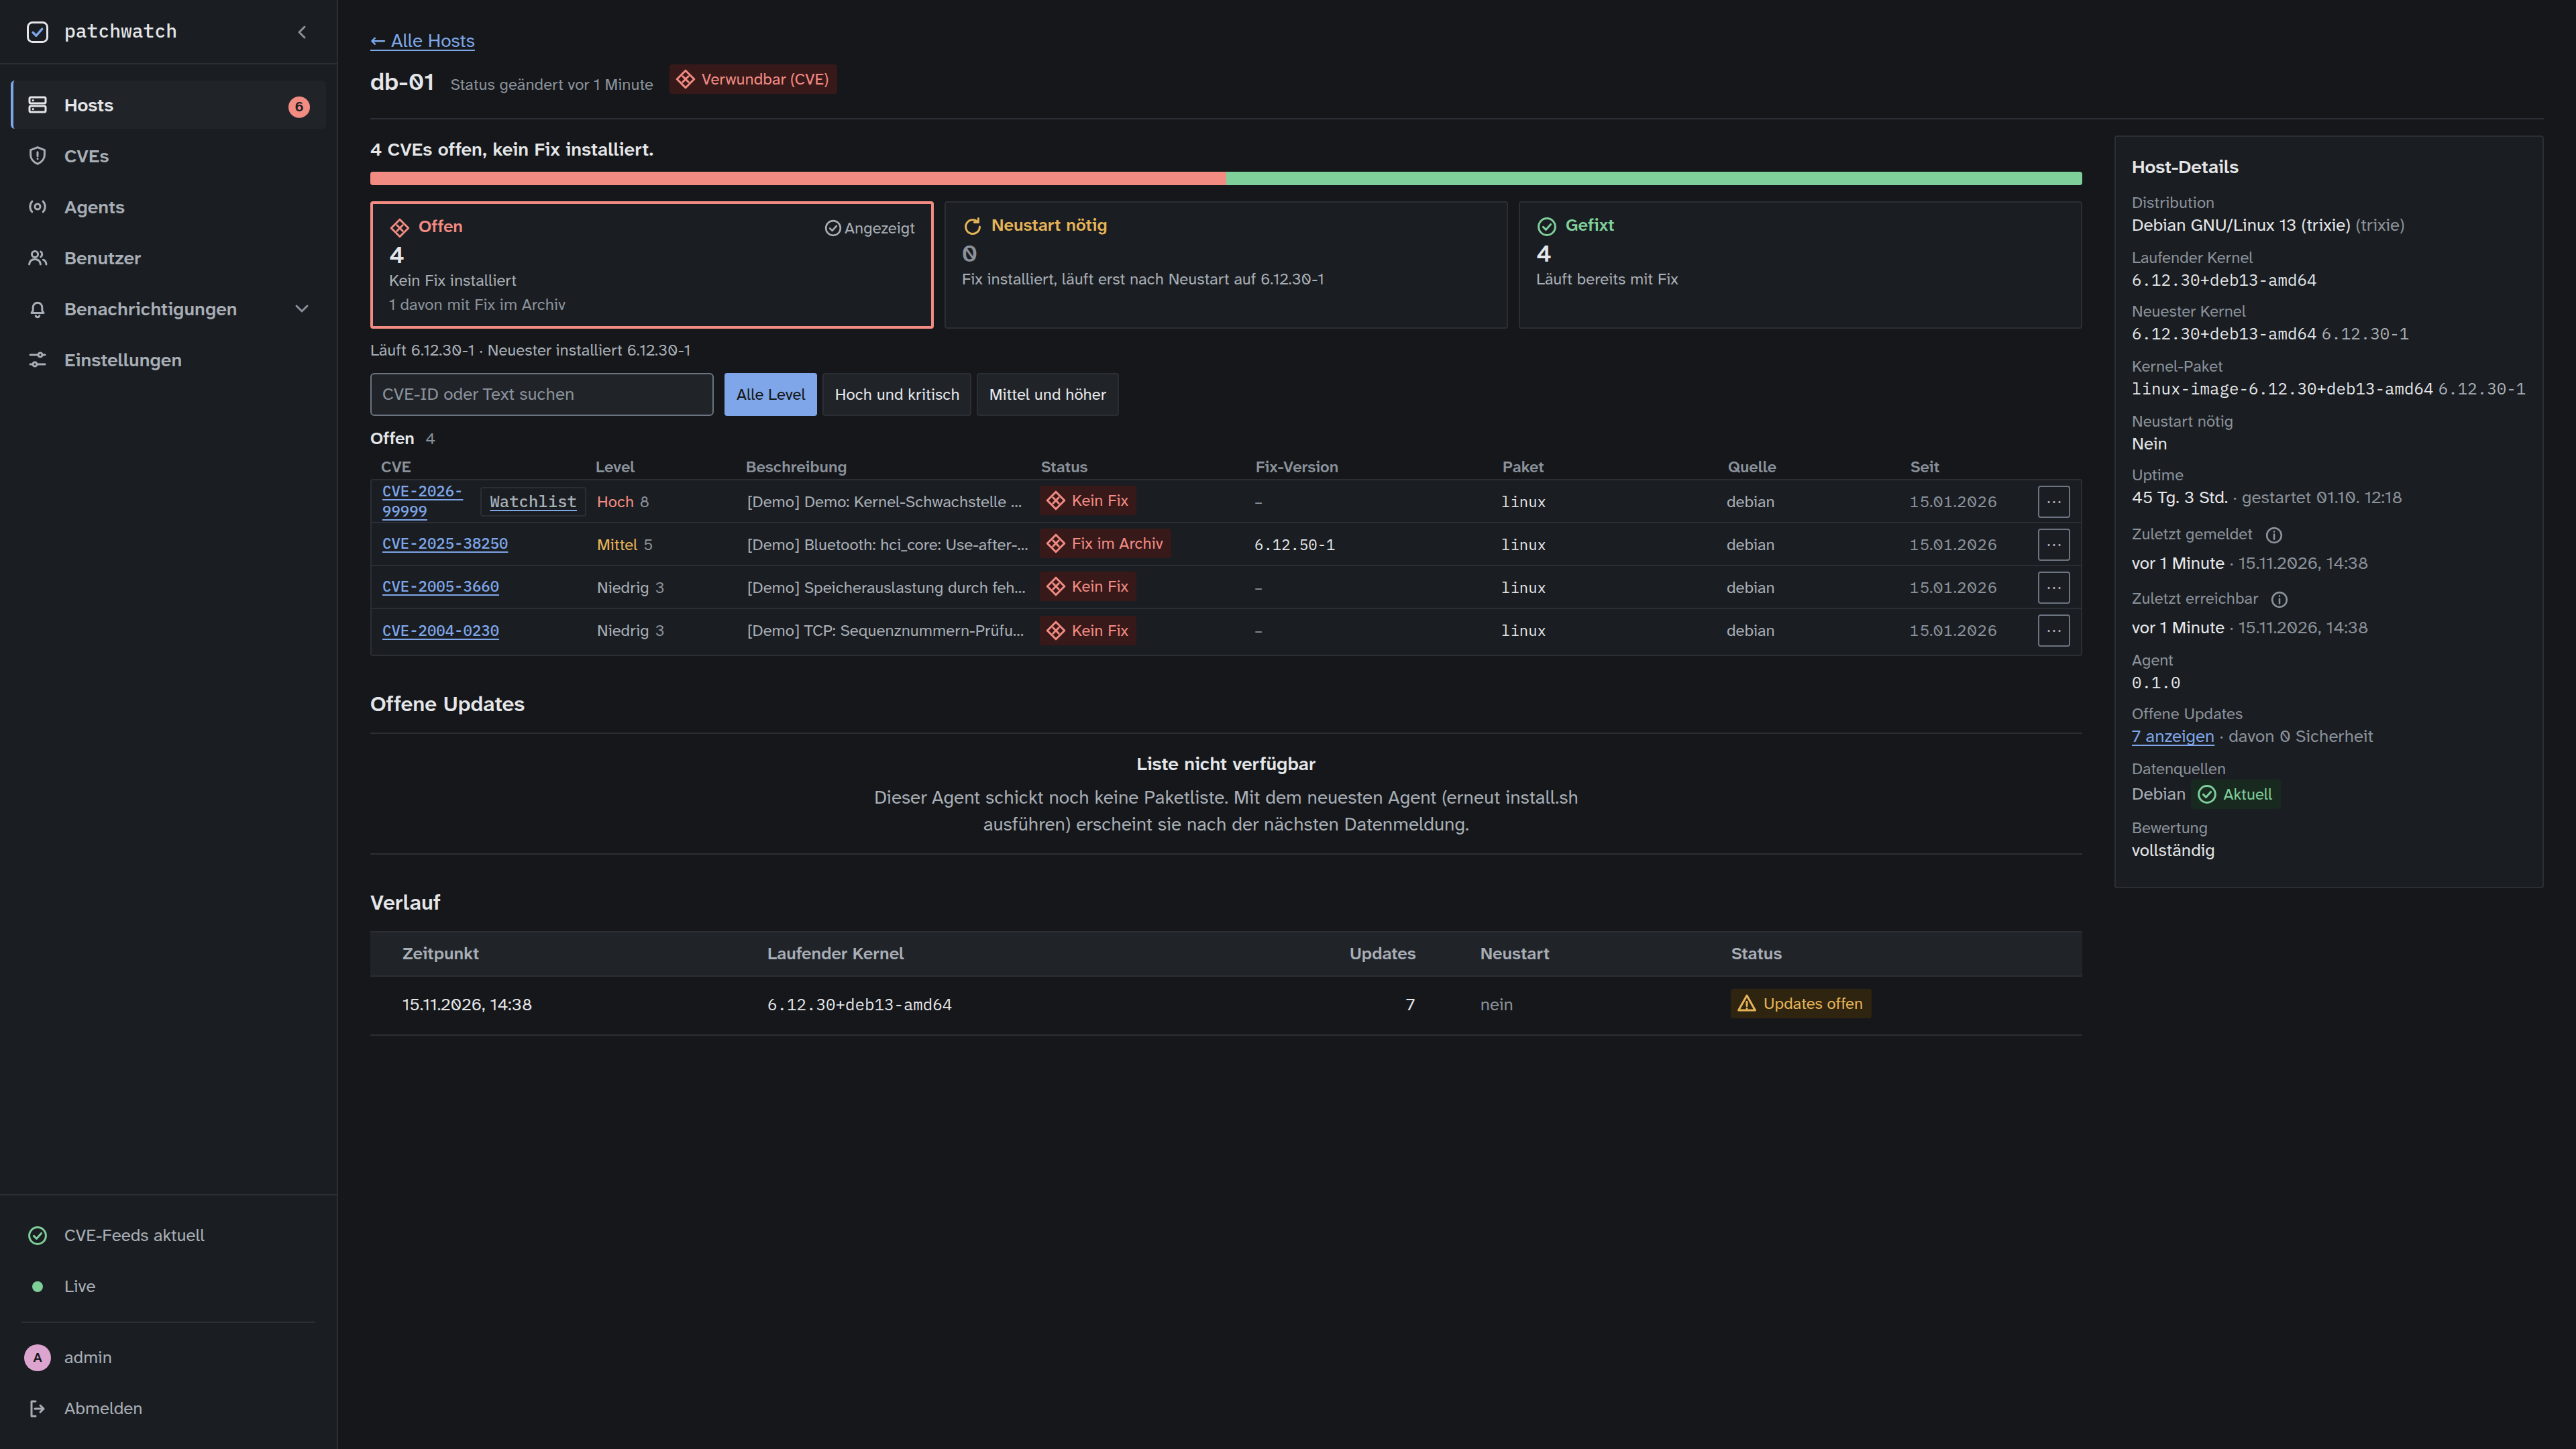 patchwatch
Hosts 6
CVEs
Agents
Benutzer
Benachrichtigungen
Einstellungen
CVE-Feeds aktuell
Live
A admin
Abmelden
← Alle Hosts
db-01 Status geändert vor 1 Minute Verwundbar (CVE)
4 CVEs offen, kein Fix installiert.
Offen Angezeigt
4
Kein Fix installiert
1 davon mit Fix im Archiv
Neustart nötig
0
Fix installiert, läuft erst nach Neustart auf 6.12.30-1
Gefixt
4
Läuft bereits mit Fix
Läuft 6.12.30-1 · Neuester installiert 6.12.30-1
CVE-ID oder Text suchen Alle Level Hoch und kritisch Mittel und höher
Offen 4
CVE Level Beschreibung Status Fix-Version Paket Quelle Seit
CVE-2026-
99999 Watchlist Hoch 8 [Demo] Demo: Kernel-Schwachstelle ... Kein Fix – linux debian 15.01.2026 ...
CVE-2025-38250 Mittel 5 [Demo] Bluetooth: hci_core: Use-after-... Fix im Archiv 6.12.50-1 linux debian 15.01.2026 ...
CVE-2005-3660 Niedrig 3 [Demo] Speicherauslastung durch feh... Kein Fix – linux debian 15.01.2026 ...
CVE-2004-0230 Niedrig 3 [Demo] TCP: Sequenznummern-Prüfu... Kein Fix – linux debian 15.01.2026 ...
Offene Updates
Liste nicht verfügbar
Dieser Agent schickt noch keine Paketliste. Mit dem neuesten Agent (erneut install.sh
ausführen) erscheint sie nach der nächsten Datenmeldung.
Verlauf
Zeitpunkt Laufender Kernel Updates Neustart Status
15.11.2026, 14:38 6.12.30+deb13-amd64 7 nein Updates offen
Host-Details
Distribution
Debian GNU/Linux 13 (trixie) (trixie)
Laufender Kernel
6.12.30+deb13-amd64
Neuester Kernel
6.12.30+deb13-amd64 6.12.30-1
Kernel-Paket
linux-image-6.12.30+deb13-amd64 6.12.30-1
Neustart nötig
Nein
Uptime
45 Tg. 3 Std. · gestartet 01.10. 12:18
Zuletzt gemeldet
vor 1 Minute · 15.11.2026, 14:38
Zuletzt erreichbar
vor 1 Minute · 15.11.2026, 14:38
Agent
0.1.0
Offene Updates
7 anzeigen · davon 0 Sicherheit
Datenquellen
Debian Aktuell
Bewertung
vollständig